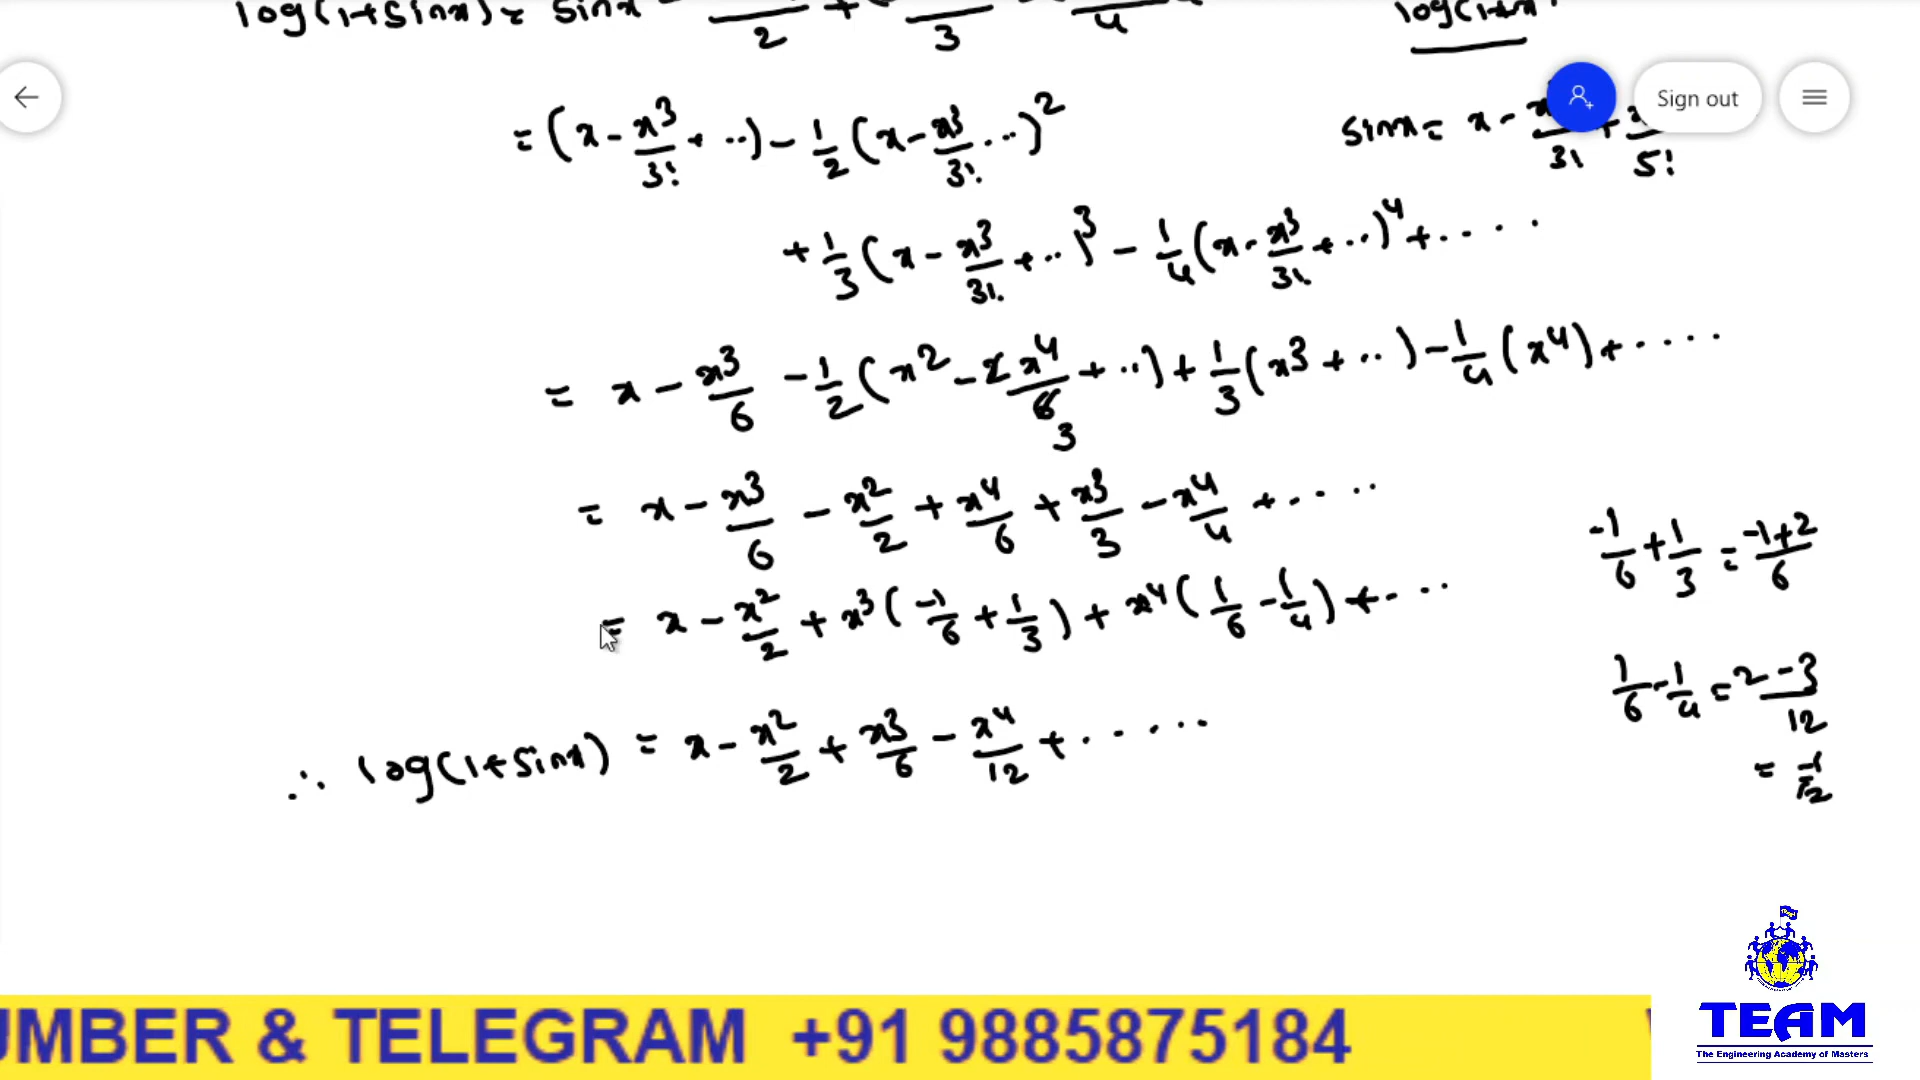 log(1+sinx) = sinx - — 2 + — 3 - — 4
log(1+x)
Sign out
= (x - x³/3! + ..) - 1/2 (x - x³/3! ...)²
sinx = x - x³/3! + 5!
+ 1/3 (x - x³/3! + ..)³ - 1/4 (x - x³/3! + ..)⁴ + ....
= x - x³/6 - 1/2 (x² - 2x⁴/6 3 + ..) + 1/3 (x³ + ..) - 1/4 (x⁴) + ....
= x - x³/6 - x²/2 + x⁴/6 + x³/3 - x⁴/4 + ....
-1/6 + 1/3 = -1+2/6
= x - x²/2 + x³(-1/6 + 1/3) + x⁴(1/6 - 1/4) + ...
1/6 - 1/4 = 2-3/12
= -1/12
∴ log(1+sinx) = x - x²/2 + x³/6 - x⁴/12 + .....
UMBER & TELEGRAM +91 9885875184
TEAM
The Engineering Academy of Masters